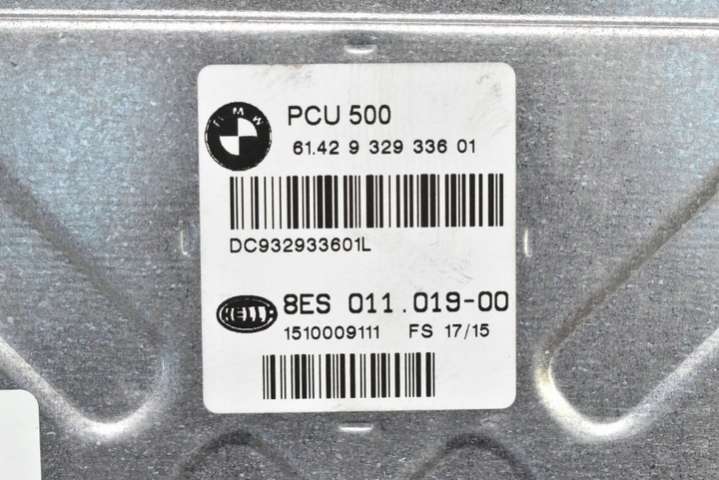 BMW
PCU 500
61.42 9 329 336 01
DC932933601L
HELLA
8ES 011.019-00
1510009111 FS 17/15